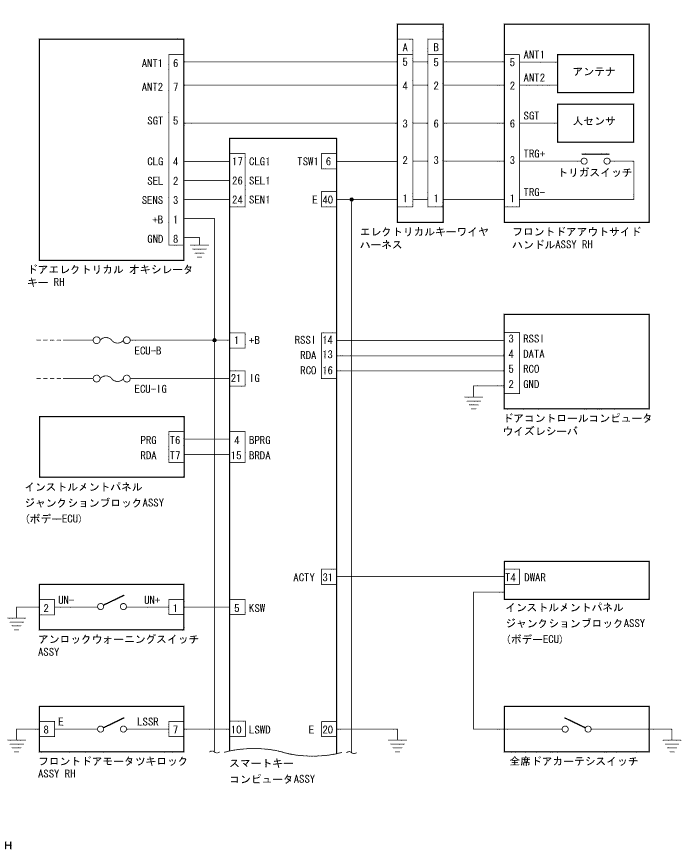 A B
ANT1 6 5 5 5 ANT1
アンテナ
ANT2 7 4 2 2 ANT2
SGT 5 3 6 6 SGT
人センサ
CLG 4 17 CLG1 TSW1 6 2 3 3 TRG+
トリガスイッチ
SEL 2 26 SEL1
SENS 3 24 SEN1 E 40 1 1 1 TRG-
+B 1
GND 8
エレクトリカルキーワイヤ
ハーネス
フロントドアアウトサイド
ハンドルASSY RH
ドアエレクトリカル オキシレータ
キー RH
ECU-B
1 +B RSSI 14 3 RSSI
RDA 13 4 DATA
RCO 16 5 RCO
2 GND
ECU-IG
21 IG
ドアコントロールコンピュータ
ウイズレシーバ
PRG T6 4 BPRG
RDA T7 15 BRDA
インストルメントパネル
ジャンクションブロックASSY
(ボデーECU)
ACTY 31 T4 DWAR
インストルメントパネル
ジャンクションブロックASSY
(ボデーECU)
2 UN- UN+ 1 5 KSW
アンロックウォーニングスイッチ
ASSY
8 E LSSR 7 10 LSWD E 20
フロントドアモータツキロック
ASSY RH
スマートキー
コンピュータASSY
全席ドアカーテシスイッチ
H